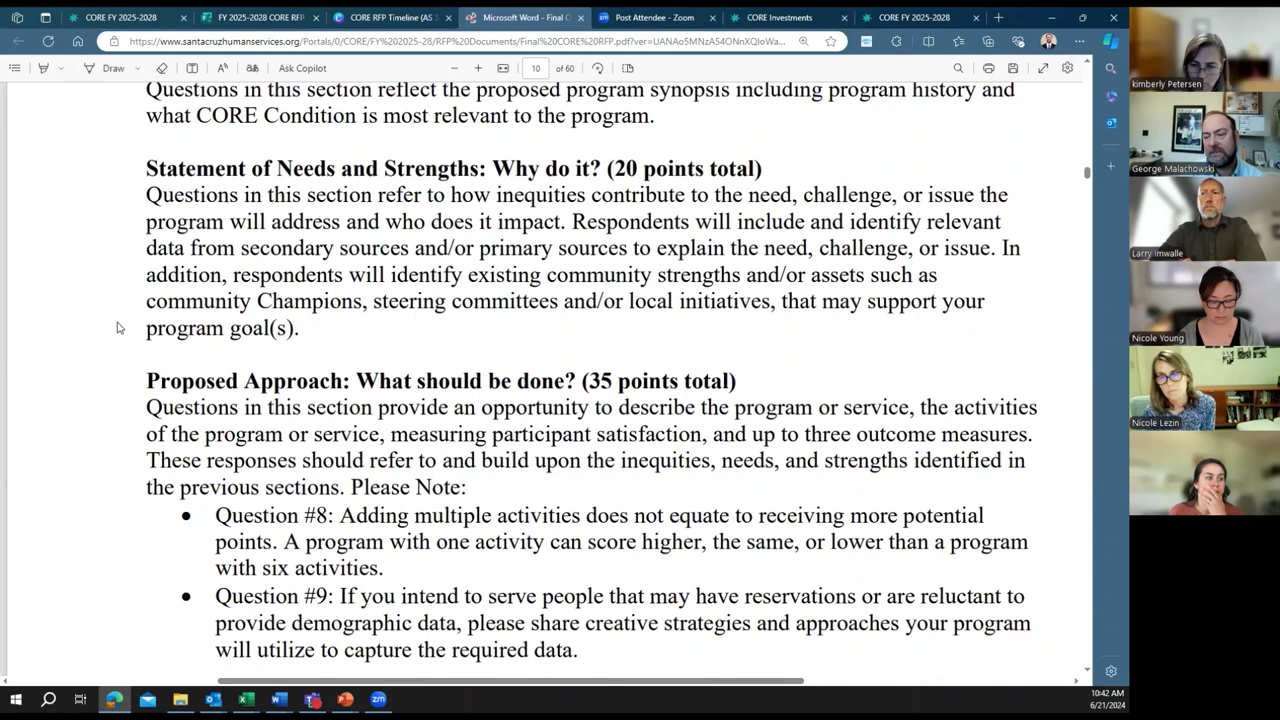 CORE FY 2025-2028
FY 2025-2028 CORE RFP
CORE RFP Timeline (AS
Microsoft Word - Final C
Post Attendee - Zoom
CORE Investments
CORE FY 2025-2028
https://www.santacruzhumanservices.org/Portals/0/CORE/FY%202025-28/RFP%20Documents/Final%20CORE%20RFP.pdf?ver=UANAo5MNzA54ONnXQIoWa...
Draw
Ask Copilot
10 of 60
Questions in this section reflect the proposed program synopsis including program history and
what CORE Condition is most relevant to the program.
Statement of Needs and Strengths: Why do it? (20 points total)
Questions in this section refer to how inequities contribute to the need, challenge, or issue the
program will address and who does it impact. Respondents will include and identify relevant
data from secondary sources and/or primary sources to explain the need, challenge, or issue. In
addition, respondents will identify existing community strengths and/or assets such as
community Champions, steering committees and/or local initiatives, that may support your
program goal(s).
Proposed Approach: What should be done? (35 points total)
Questions in this section provide an opportunity to describe the program or service, the activities
of the program or service, measuring participant satisfaction, and up to three outcome measures.
These responses should refer to and build upon the inequities, needs, and strengths identified in
the previous sections. Please Note:
• Question #8: Adding multiple activities does not equate to receiving more potential
points. A program with one activity can score higher, the same, or lower than a program
with six activities.
• Question #9: If you intend to serve people that may have reservations or are reluctant to
provide demographic data, please share creative strategies and approaches your program
will utilize to capture the required data.
kimberly Petersen
George Malachowski
Larry imwalle
Nicole Young
Nicole Lezin
10:42 AM
6/21/2024